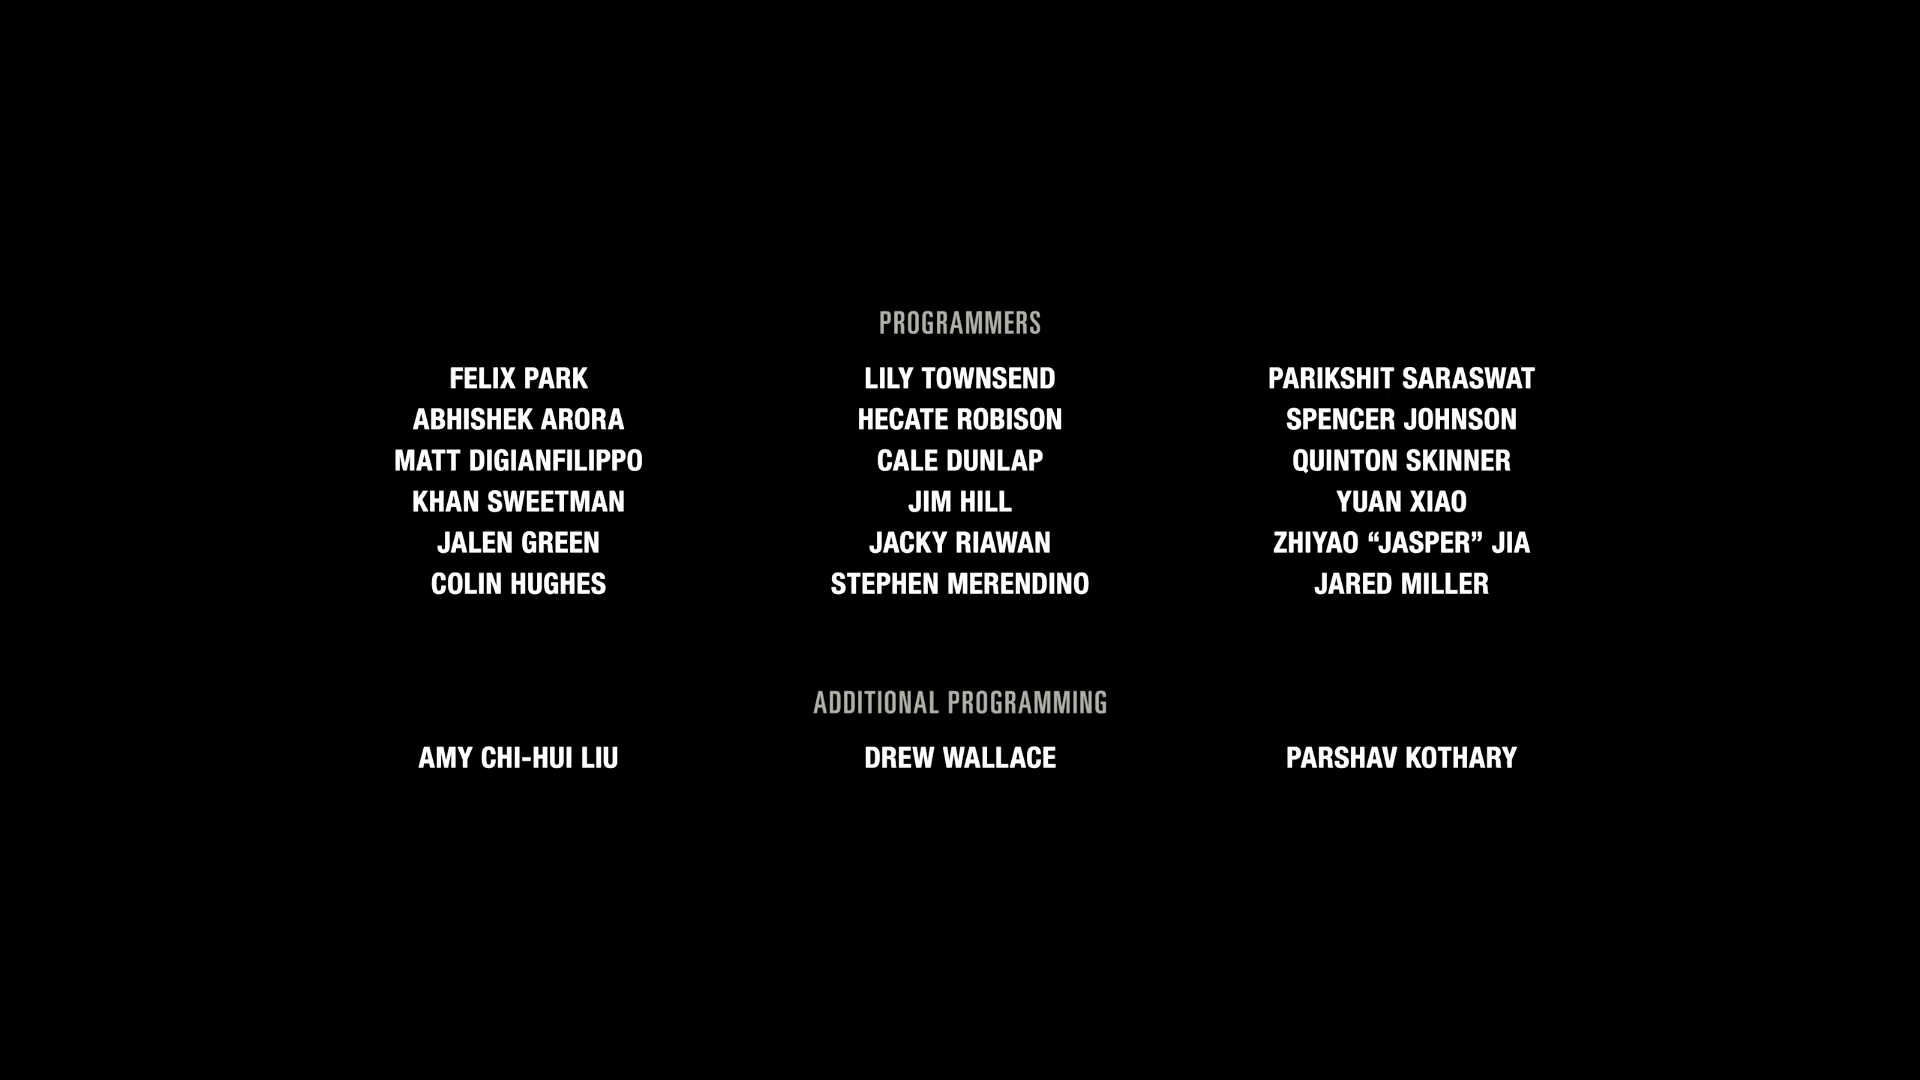 PROGRAMMERS
FELIX PARK LILY TOWNSEND PARIKSHIT SARASWAT
ABHISHEK ARORA HECATE ROBISON SPENCER JOHNSON
MATT DIGIANFILIPPO CALE DUNLAP QUINTON SKINNER
KHAN SWEETMAN JIM HILL YUAN XIAO
JALEN GREEN JACKY RIAWAN ZHIYAO “JASPER” JIA
COLIN HUGHES STEPHEN MERENDINO JARED MILLER
ADDITIONAL PROGRAMMING
AMY CHI-HUI LIU DREW WALLACE PARSHAV KOTHARY